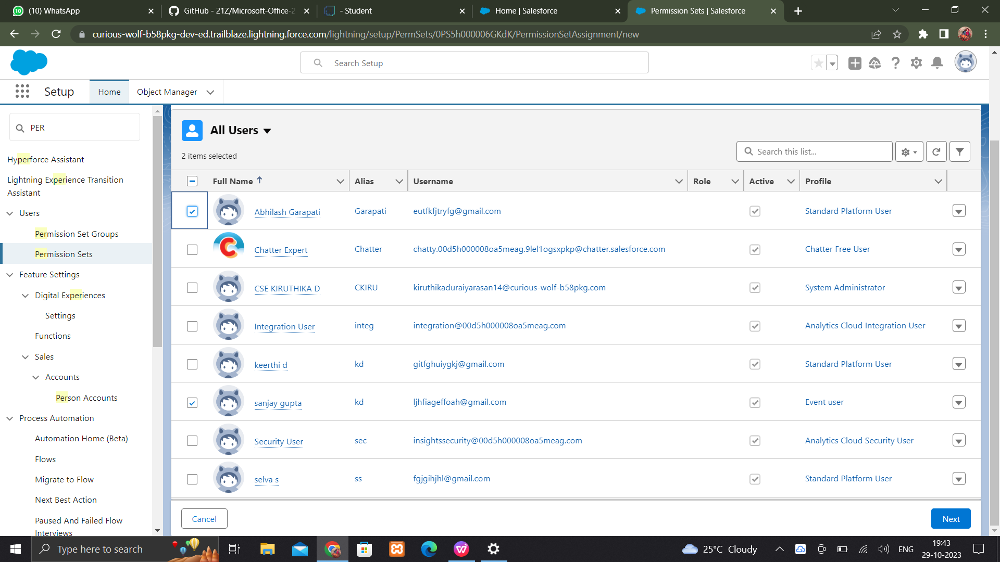 (10) WhatsApp
GitHub - 21Z/Microsoft-Office-2
- Student
Home | Salesforce
Permission Sets | Salesforce
curious-wolf-b58pkg-dev-ed.trailblaze.lightning.force.com/lightning/setup/PermSets/0PS5h000006GKdK/PermissionSetAssignment/new
Search Setup
Setup
Home
Object Manager
PER
Hyperforce Assistant
Lightning Experience Transition
Assistant
Users
Permission Set Groups
Permission Sets
Feature Settings
Digital Experiences
Settings
Functions
Sales
Accounts
Person Accounts
Process Automation
Automation Home (Beta)
Flows
Migrate to Flow
Next Best Action
Paused And Failed Flow
Interviews
All Users
2 items selected
Search this list...
Full Name Alias Username Role Active Profile
Abhilash Garapati Garapati eutfkfjtryfg@gmail.com Standard Platform User
Chatter Expert Chatter chatty.00d5h000008oa5meag.9lel1ogsxpkp@chatter.salesforce.com Chatter Free User
CSE KIRUTHIKA D CKIRU kiruthikaduraiyarasan14@curious-wolf-b58pkg.com System Administrator
Integration User integ integration@00d5h000008oa5meag.com Analytics Cloud Integration User
keerthi d kd gitfghuiygkj@gmail.com Standard Platform User
sanjay gupta kd ljhfiageffoah@gmail.com Event user
Security User sec insightssecurity@00d5h000008oa5meag.com Analytics Cloud Security User
selva s ss fgjgihjhl@gmail.com Standard Platform User
Cancel
Next
Type here to search
25°C Cloudy
ENG
19:43
29-10-2023